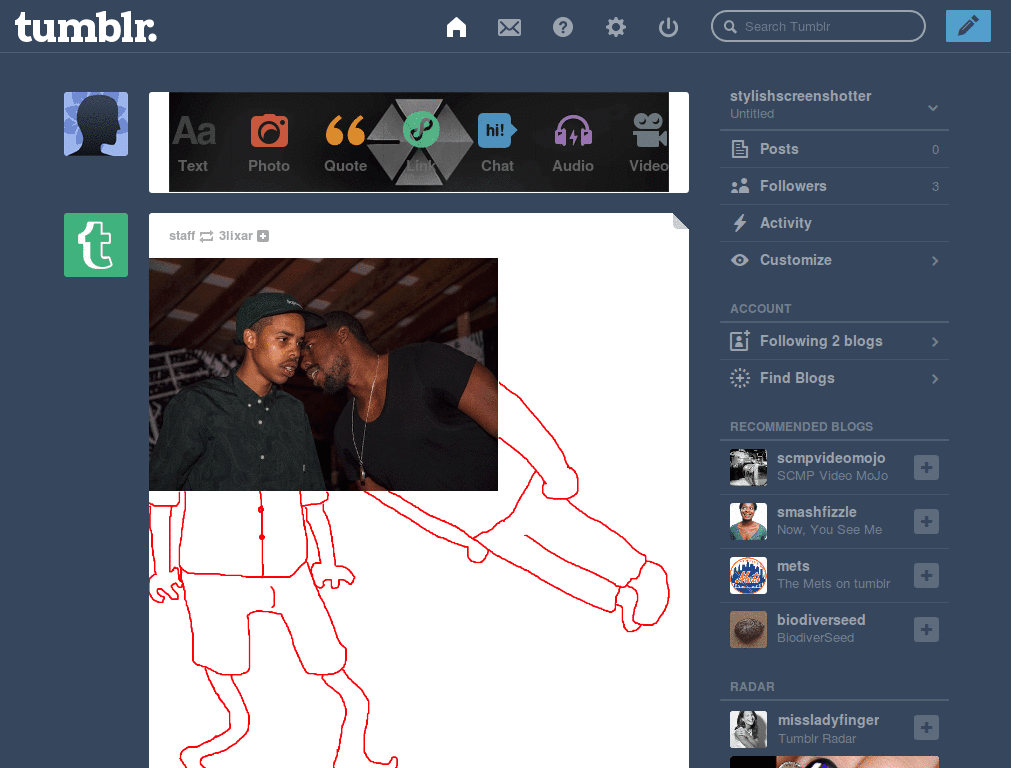 tumblr.
Search Tumblr
Aa
Text
Photo
Quote
Link
hi!
Chat
Audio
Video
stylishscreenshotter
Untitled
Posts 0
Followers 3
Activity
Customize
ACCOUNT
Following 2 blogs
Find Blogs
RECOMMENDED BLOGS
scmpvideomojo
SCMP Video MoJo
smashfizzle
Now, You See Me
mets
The Mets on tumblr
biodiverseed
BiodiverSeed
RADAR
missladyfinger
Tumblr Radar
t
staff 3lixar
Mets